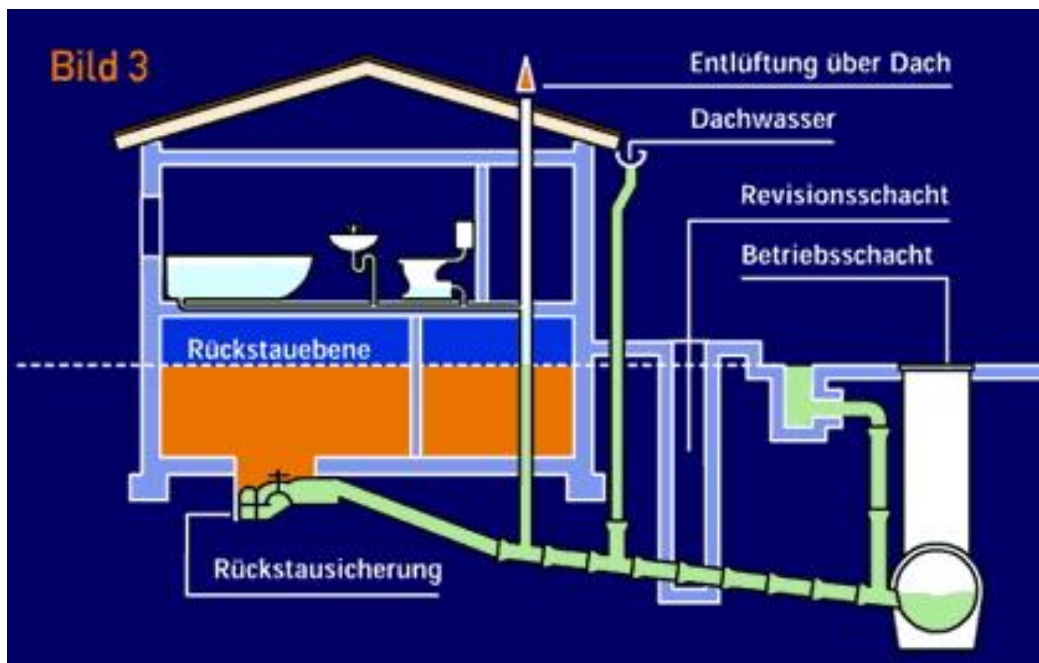 Bild 3
Entlüftung über Dach
Dachwasser
Revisionsschacht
Betriebsschacht
Rückstauebene
Rückstausicherung